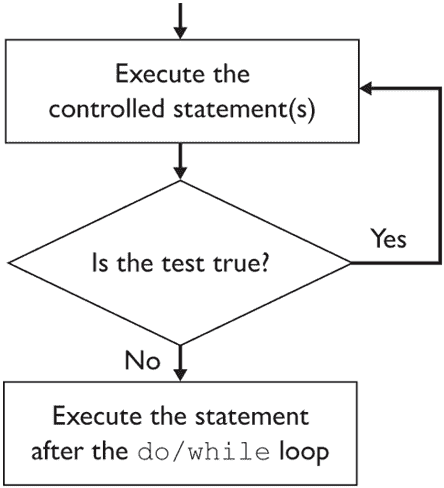 Execute the
controlled statement(s)
Is the test true?
Yes
No
Execute the statement
after the do/while loop